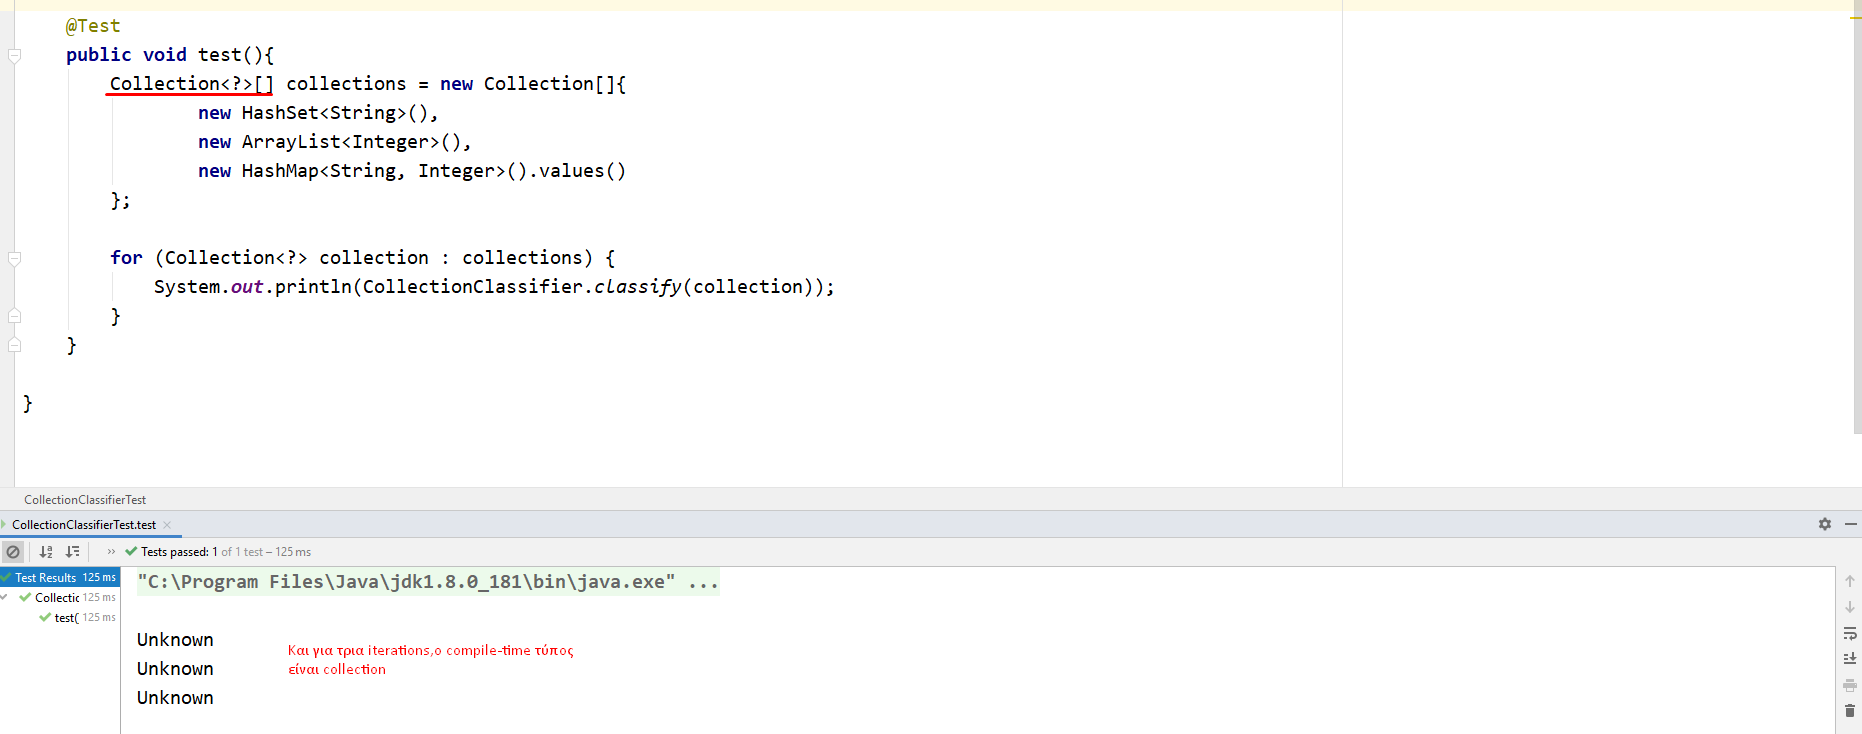 @Test
public void test(){
Collection<?>[] collections = new Collection[]{
new HashSet<String>(),
new ArrayList<Integer>(),
new HashMap<String, Integer>().values()
};
for (Collection<?> collection : collections) {
System.out.println(CollectionClassifier.classify(collection));
}
}
}
CollectionClassifierTest
CollectionClassifierTest.test
Tests passed: 1 of 1 test – 125 ms
Test Results 125 ms
Collectic 125 ms
test( 125 ms
"C:\Program Files\Java\jdk1.8.0_181\bin\java.exe" ...
Unknown
Unknown
Unknown
Και για τρια iterations,ο compile-time τύπος
είναι collection